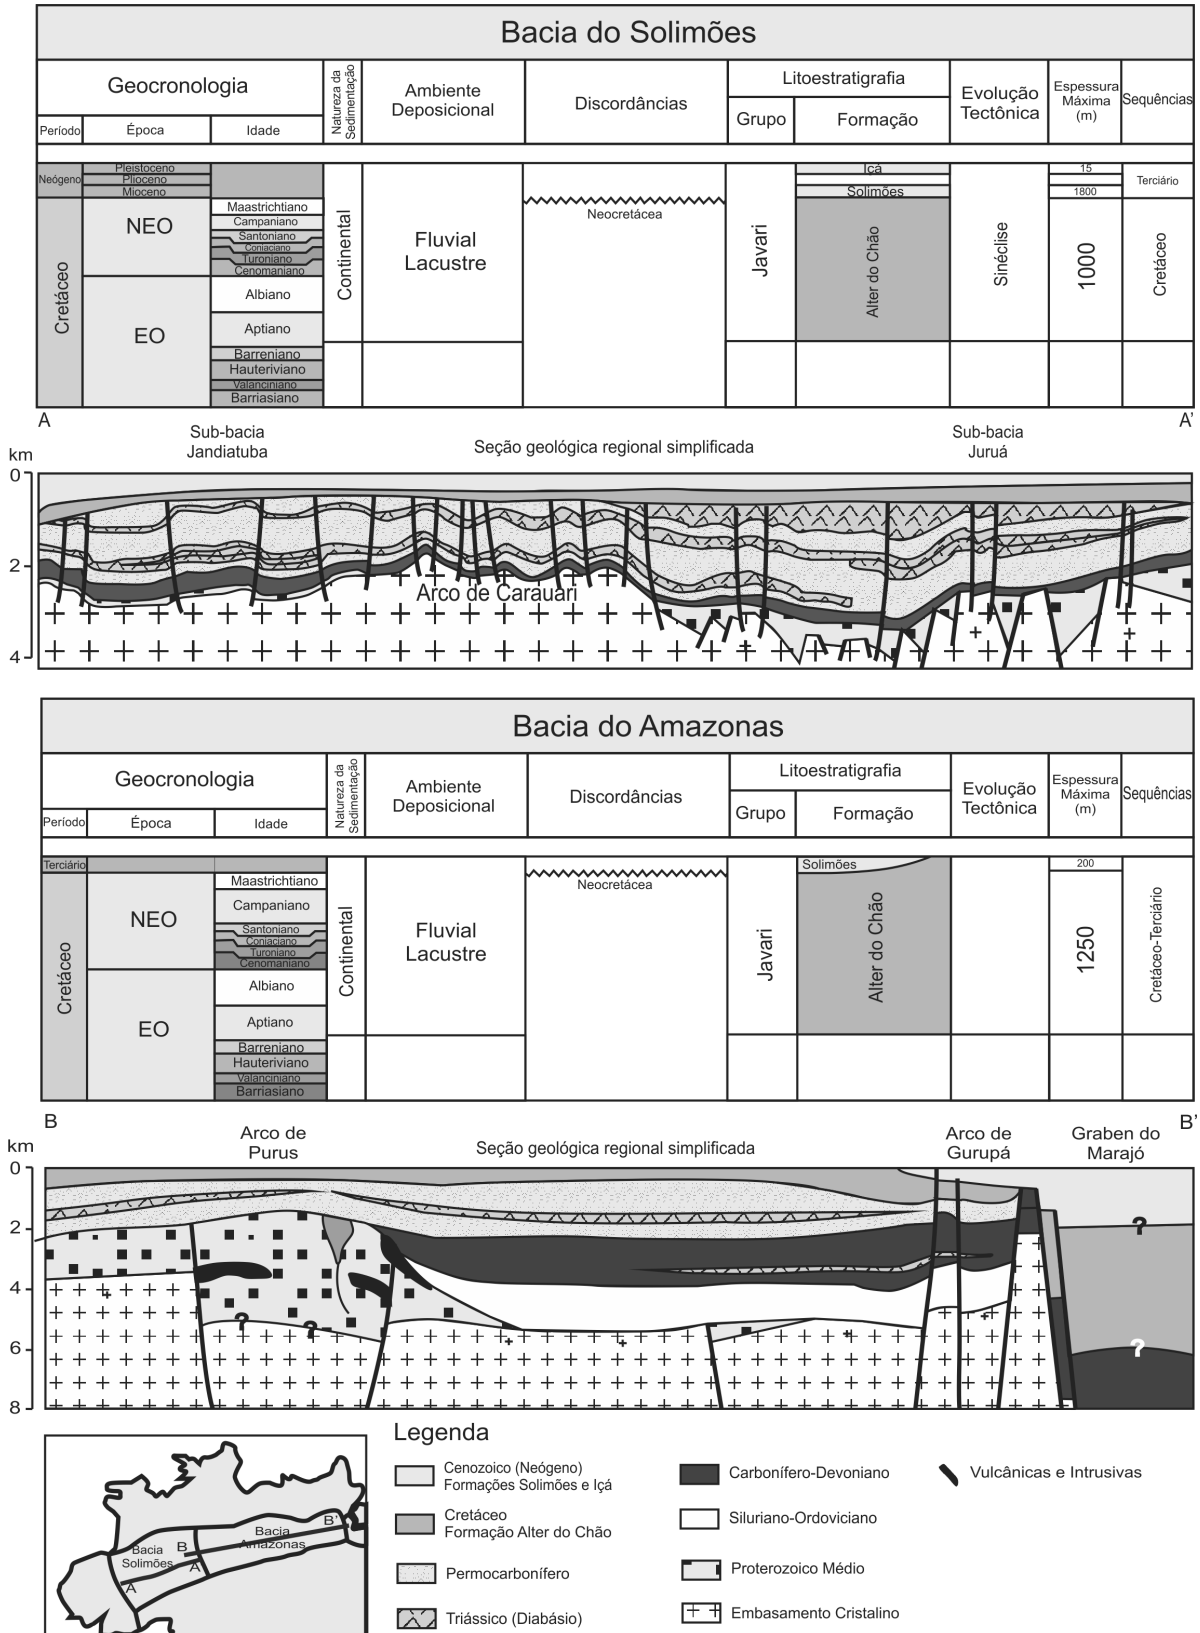 Bacia do Solimões
Geocronologia
Natureza da
Sedimentação
Ambiente
Deposicional
Discordâncias
Litoestratigrafia
Evolução
Tectônica
Espessura
Máxima
(m)
Sequências
Período
Época
Idade
Grupo
Formação
Neógeno
Pleistoceno
Plioceno
Mioceno
Içá
15
Solimões
1800
Terciário
Cretáceo
NEO
Maastrichtiano
Campaniano
Santoniano
Coniaciano
Turoniano
Cenomaniano
EO
Albiano
Aptiano
Barreniano
Hauteriviano
Valanciniano
Barriasiano
Continental
Fluvial
Lacustre
Neocretácea
Javari
Alter do Chão
Sinéclise
1000
Cretáceo
A
A'
Sub-bacia
Jandiatuba
Seção geológica regional simplificada
Sub-bacia
Juruá
km
0
2
4
Arco de Carauari
Bacia do Amazonas
Geocronologia
Natureza da
Sedimentação
Ambiente
Deposicional
Discordâncias
Litoestratigrafia
Evolução
Tectônica
Espessura
Máxima
(m)
Sequências
Período
Época
Idade
Grupo
Formação
Terciário
Solimões
200
Cretáceo
NEO
Maastrichtiano
Campaniano
Santoniano
Coniaciano
Turoniano
Cenomaniano
EO
Albiano
Aptiano
Barreniano
Hauteriviano
Valanciniano
Barriasiano
Continental
Fluvial
Lacustre
Neocretácea
Javari
Alter do Chão
1250
Cretáceo-Terciário
B
B'
Arco de
Purus
Seção geológica regional simplificada
Arco de
Gurupá
Graben do
Marajó
km
0
2
4
6
8
?
?
?
?
Legenda
Cenozoico (Neógeno)
Formações Solimões e Içá
Cretáceo
Formação Alter do Chão
Permocarbonífero
Triássico (Diabásio)
Carbonífero-Devoniano
Siluriano-Ordoviciano
Proterozoico Médio
Embasamento Cristalino
Vulcânicas e Intrusivas
Bacia
Solimões
Bacia
Amazonas
B
B'
A
A'